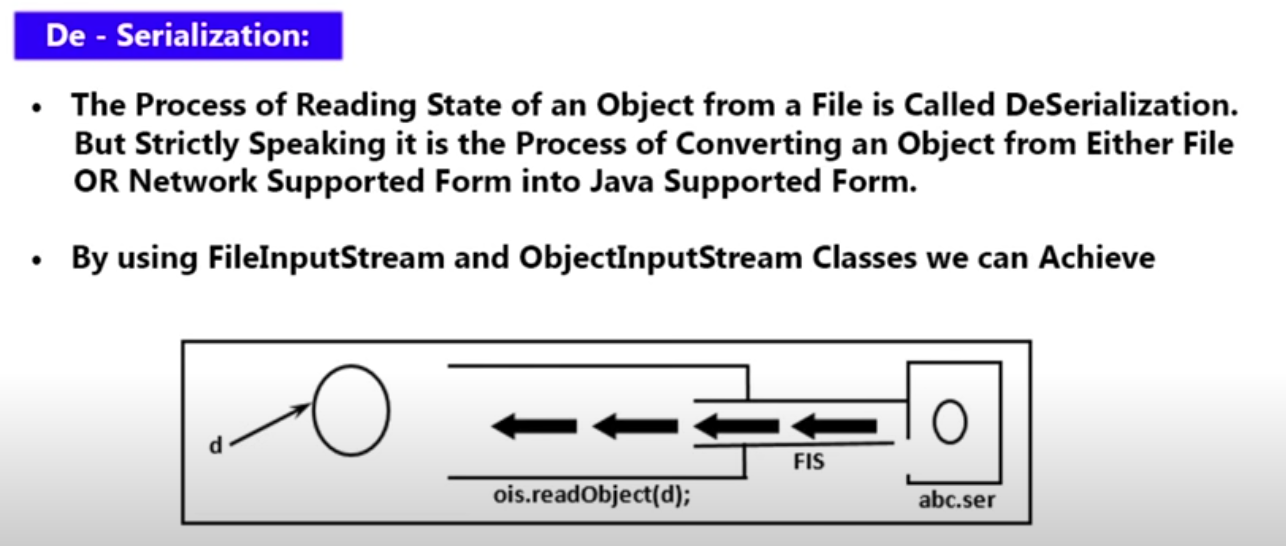 De - Serialization:
• The Process of Reading State of an Object from a File is Called DeSerialization.
But Strictly Speaking it is the Process of Converting an Object from Either File
OR Network Supported Form into Java Supported Form.
• By using FileInputStream and ObjectInputStream Classes we can Achieve
d
FIS
ois.readObject(d);
abc.ser